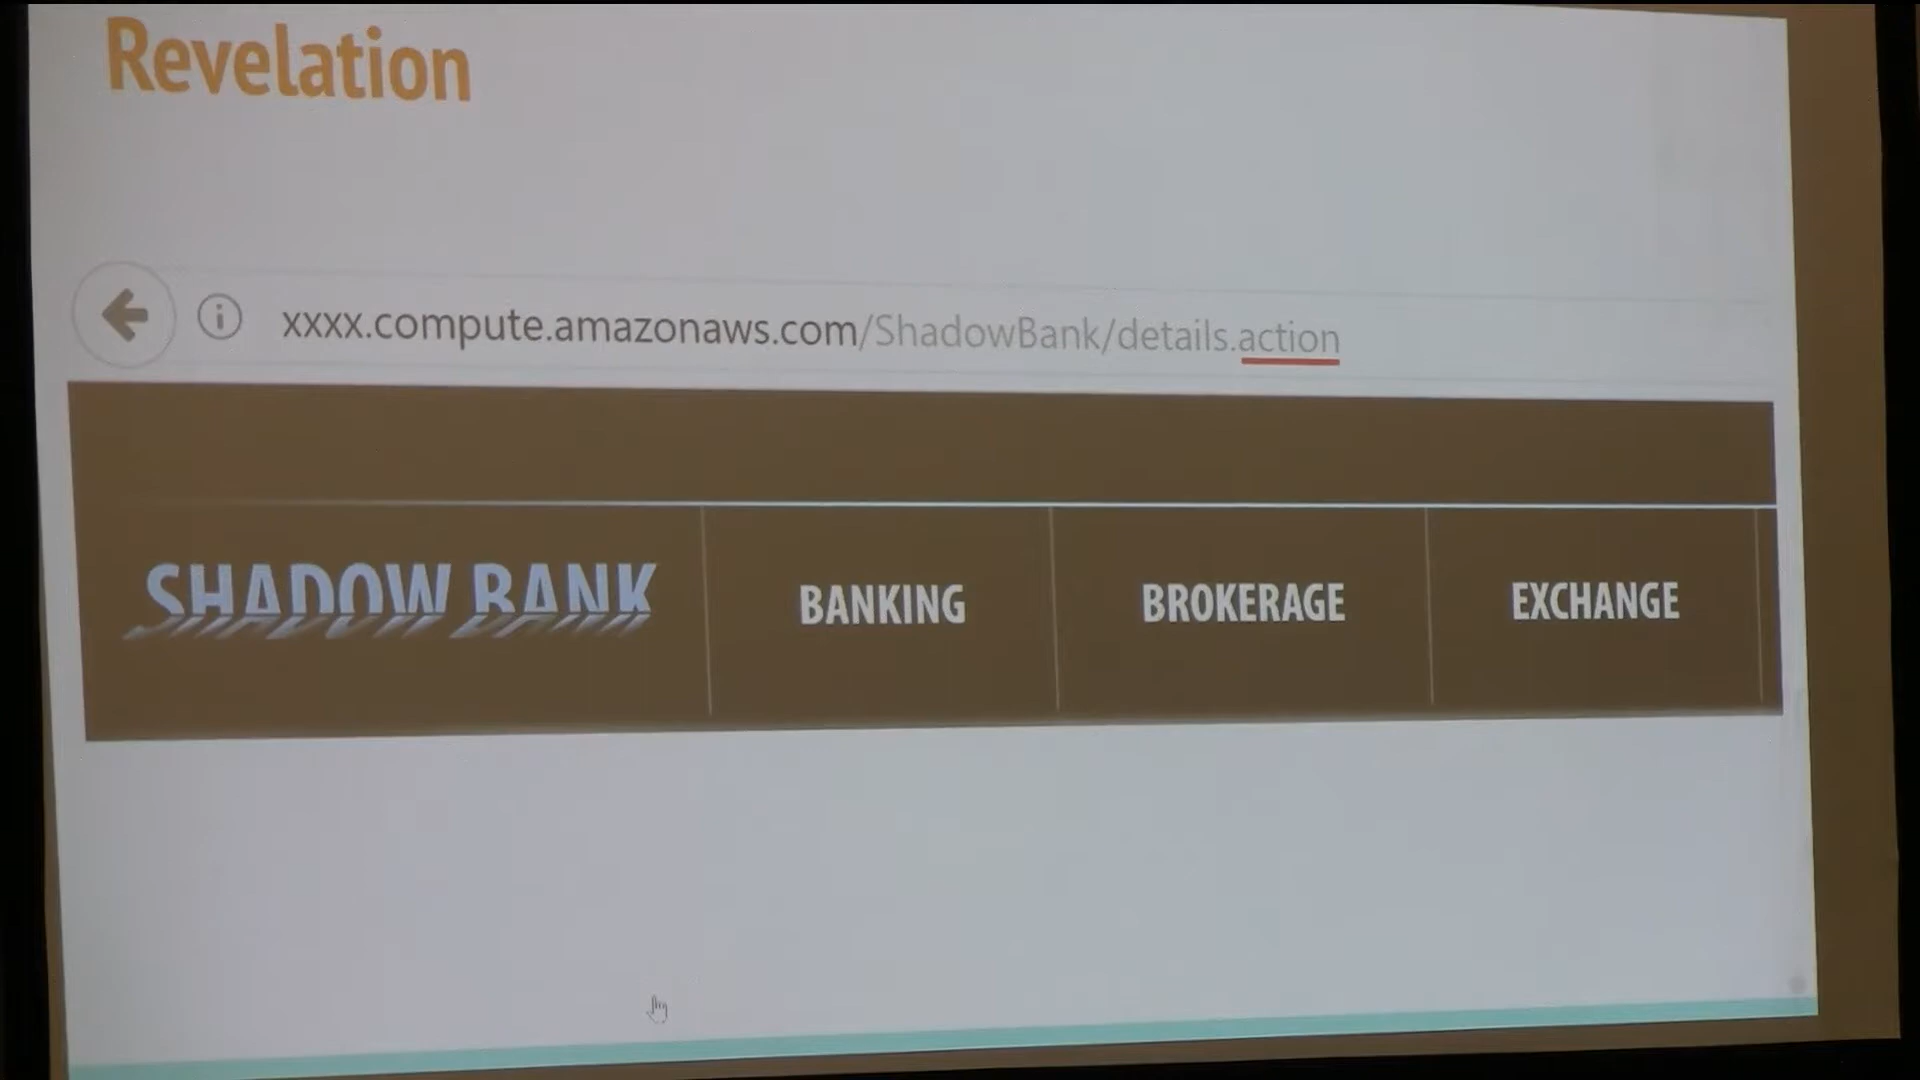 Revelation
xxxx.compute.amazonaws.com/ShadowBank/details.action
SHADOW BANK
BANKING
BROKERAGE
EXCHANGE